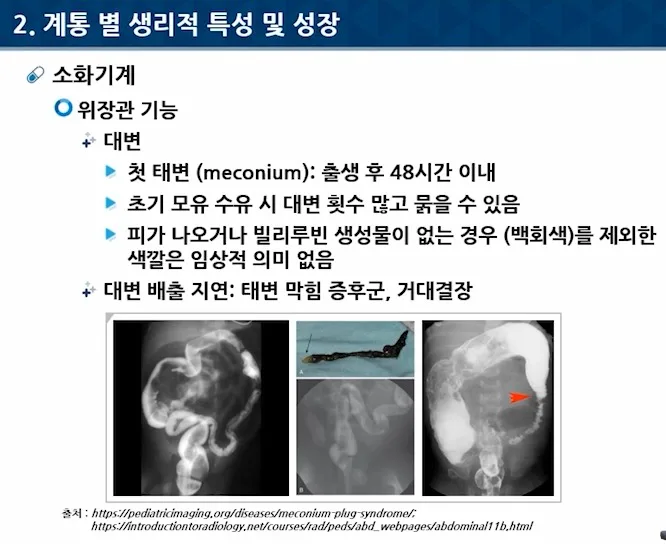 2. 계통 별 생리적 특성 및 성장
소화기계
위장관 기능
대변
첫 태변 (meconium): 출생 후 48시간 이내
초기 모유 수유 시 대변 횟수 많고 묽을 수 있음
피가 나오거나 빌리루빈 생성물이 없는 경우 (백회색)를 제외한
색깔은 임상적 의미 없음
대변 배출 지연: 태변 막힘 증후군, 거대결장
A
B
출처 : https://pediatricimaging.org/diseases/meconium-plug-syndrome/;
https://introductiontoradiology.net/courses/rad/peds/abd_webpages/abdominal11b.html